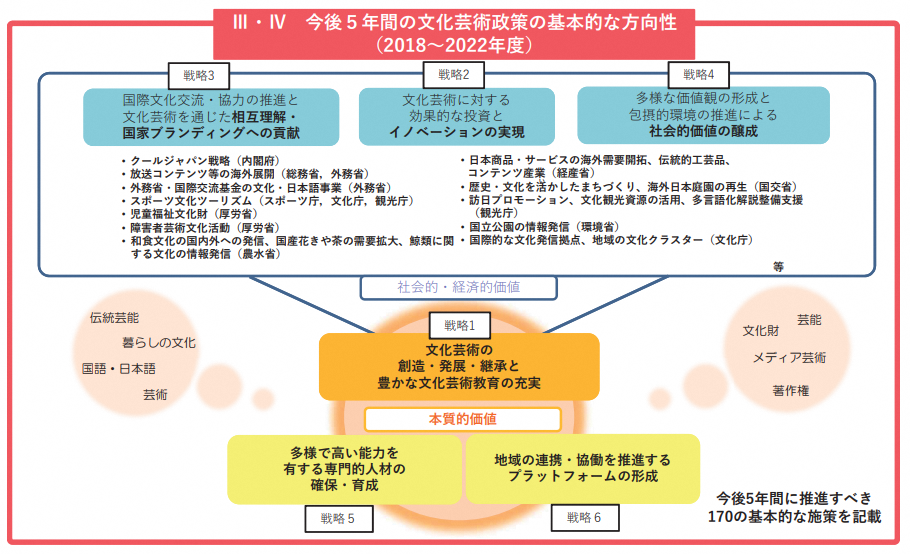 Ⅲ・Ⅳ 今後５年間の文化芸術政策の基本的な方向性
（2018～2022年度）
戦略3
国際文化交流・協力の推進と
文化芸術を通じた相互理解・
国家ブランディングへの貢献
戦略2
文化芸術に対する
効果的な投資と
イノベーションの実現
戦略4
多様な価値観の形成と
包摂的環境の推進による
社会的価値の醸成
・クールジャパン戦略（内閣府）
・放送コンテンツ等の海外展開（総務省，外務省）
・外務省・国際交流基金の文化・日本語事業（外務省）
・スポーツ文化ツーリズム（スポーツ庁，文化庁，観光庁）
・児童福祉文化財（厚労省）
・障害者芸術文化活動（厚労省）
・和食文化の国内外への発信、国産花きや茶の需要拡大、鯨類に関
する文化の情報発信（農水省）
・日本商品・サービスの海外需要開拓、伝統的工芸品、
コンテンツ産業（経産省）
・歴史・文化を活かしたまちづくり、海外日本庭園の再生（国交省）
・訪日プロモーション、文化観光資源の活用、多言語化解説整備支援
（観光庁）
・国立公園の情報発信（環境省）
・国際的な文化発信拠点、地域の文化クラスター（文化庁）
等
社会的・経済的価値
伝統芸能
暮らしの文化
国語・日本語
芸術
戦略1
文化芸術の
創造・発展・継承と
豊かな文化芸術教育の充実
本質的価値
芸能
文化財
メディア芸術
著作権
多様で高い能力を
有する専門的人材の
確保・育成
戦略５
地域の連携・協働を推進する
プラットフォームの形成
戦略６
今後5年間に推進すべき
170の基本的な施策を記載